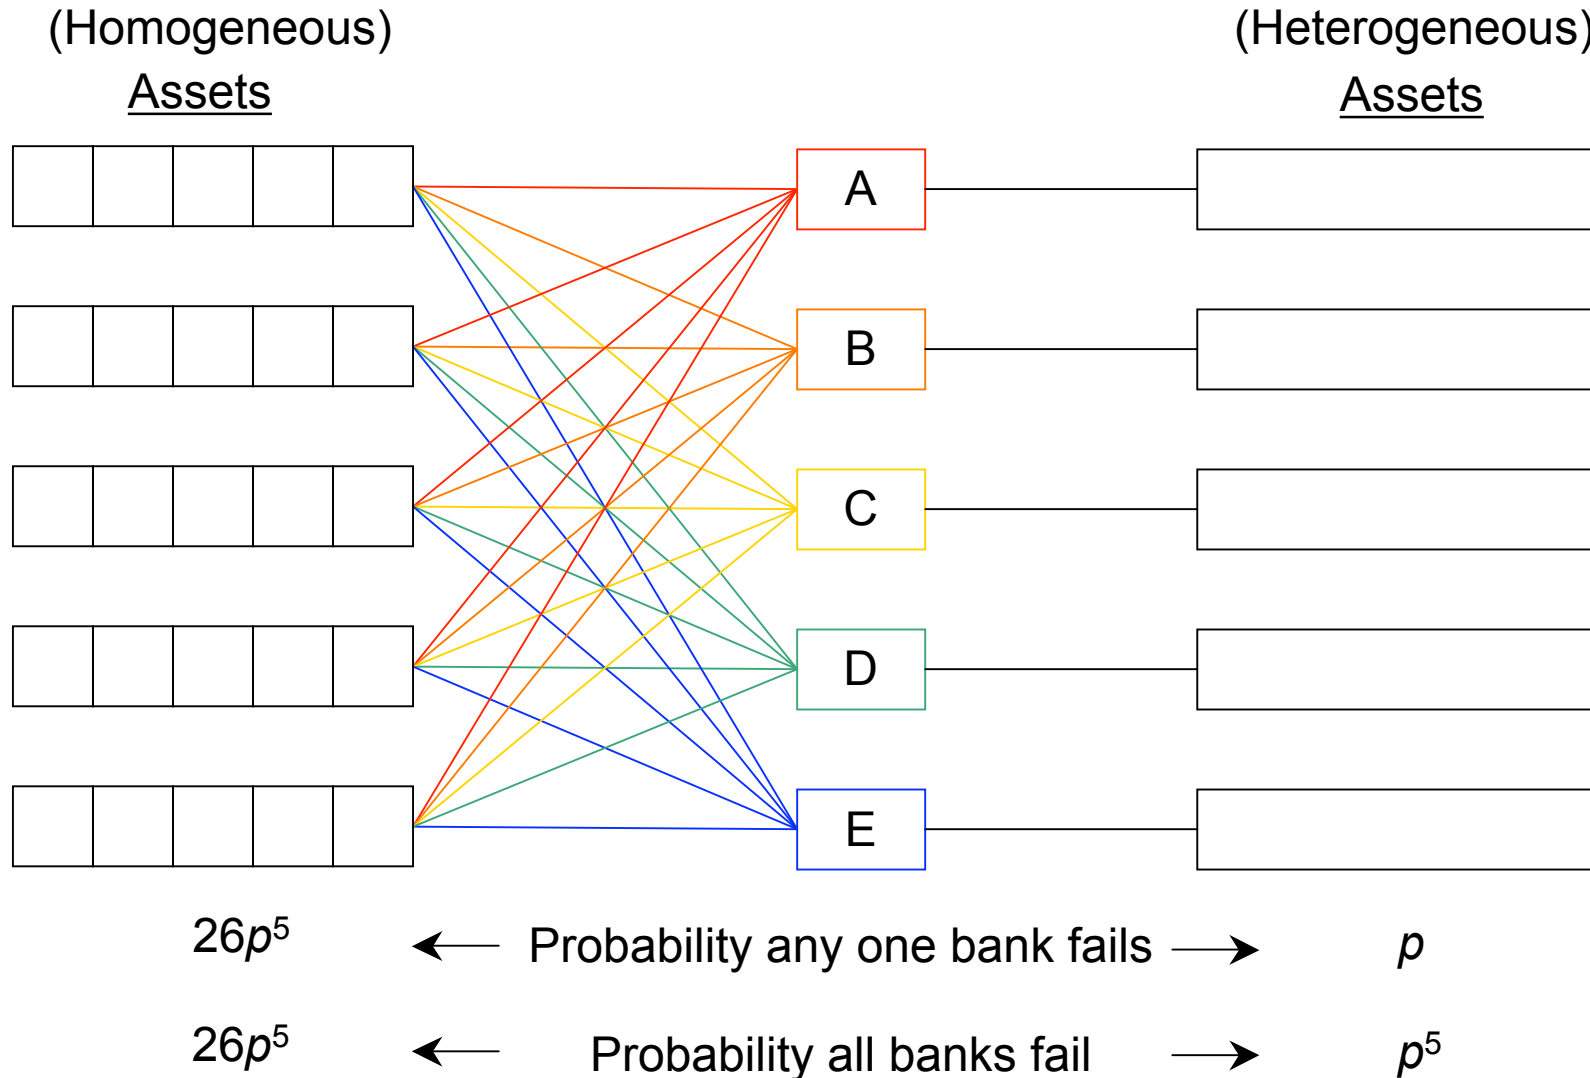 (Homogeneous)
Assets
(Heterogeneous)
Assets
A
B
C
D
E
26p⁵ ← Probability any one bank fails → p
26p⁵ ← Probability all banks fail → p⁵